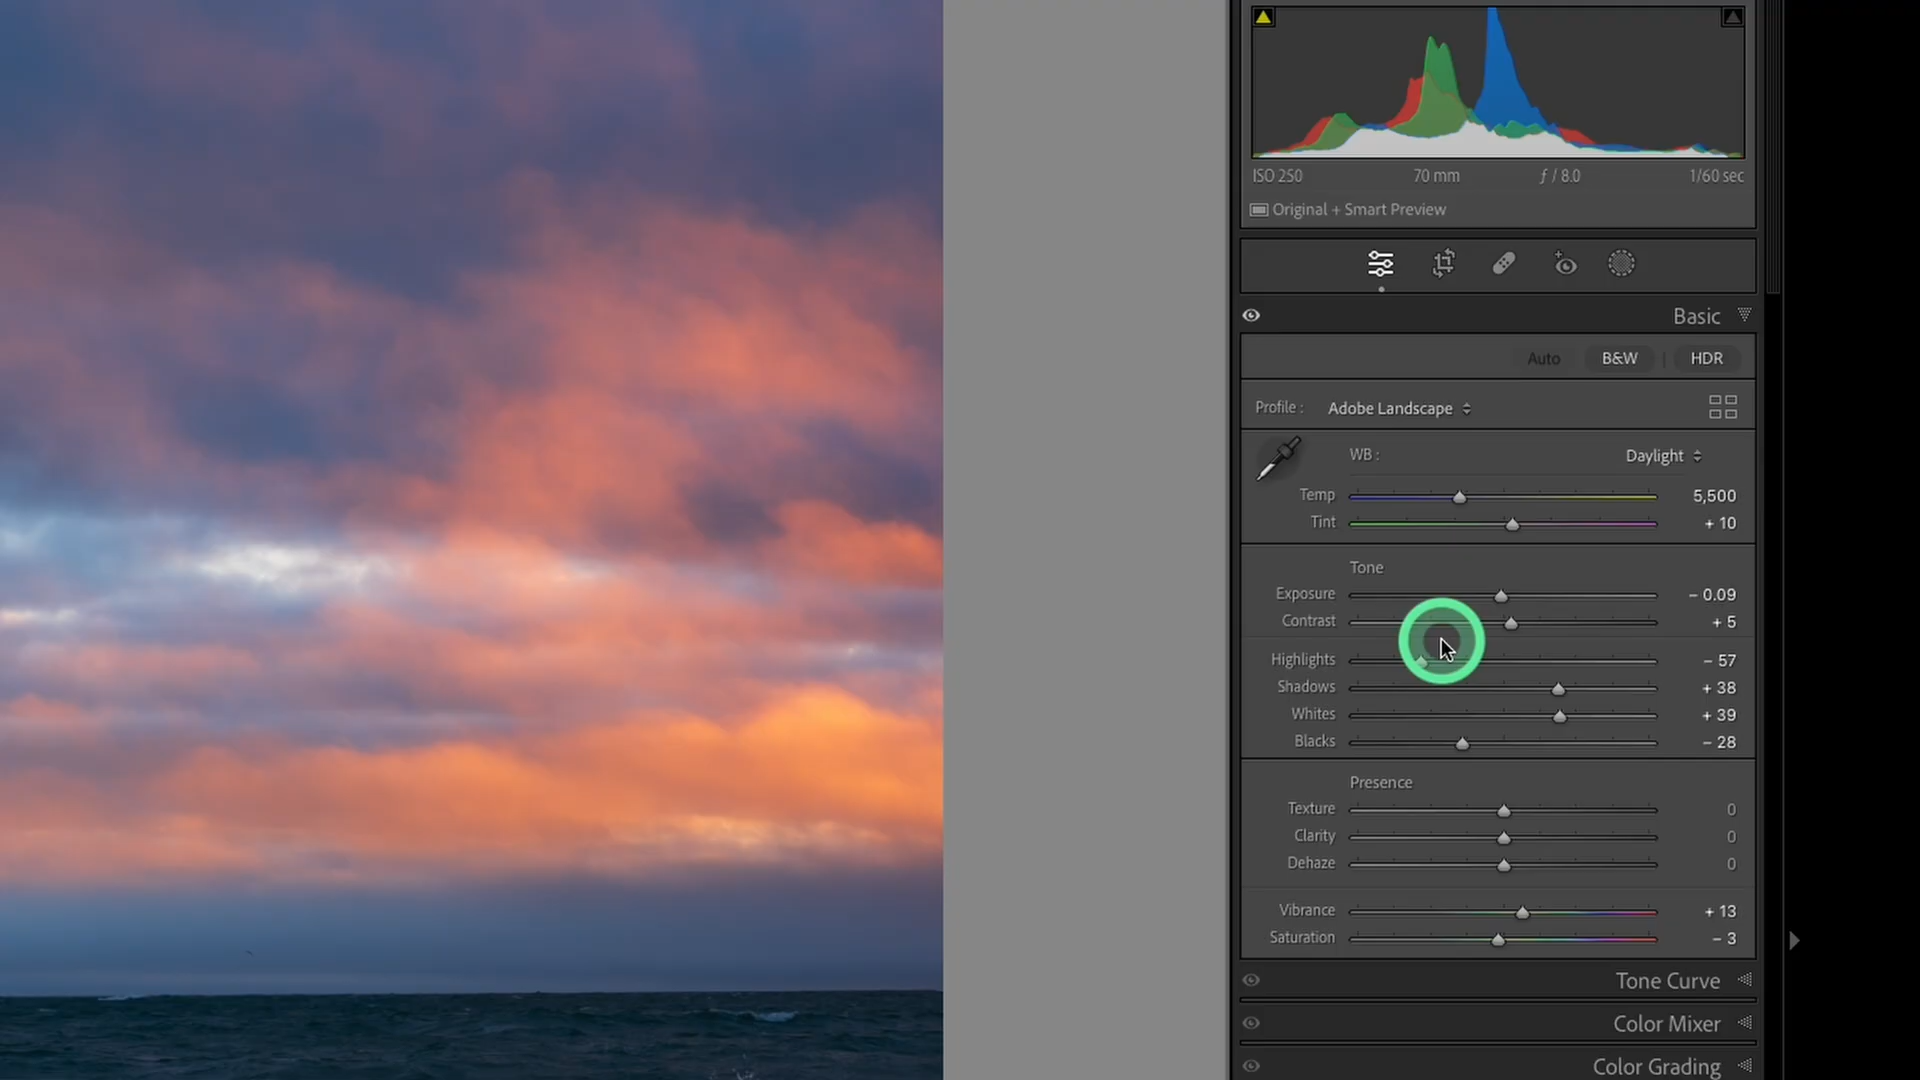 ISO 250 70 mm ƒ / 8.0 1/60 sec
Original + Smart Preview
Basic
Auto B&W | HDR
Profile : Adobe Landscape
WB : Daylight
Temp 5,500
Tint + 10
Tone
Exposure − 0.09
Contrast + 5
Highlights − 57
Shadows + 38
Whites + 39
Blacks − 28
Presence
Texture 0
Clarity 0
Dehaze 0
Vibrance + 13
Saturation − 3
Tone Curve
Color Mixer
Color Grading